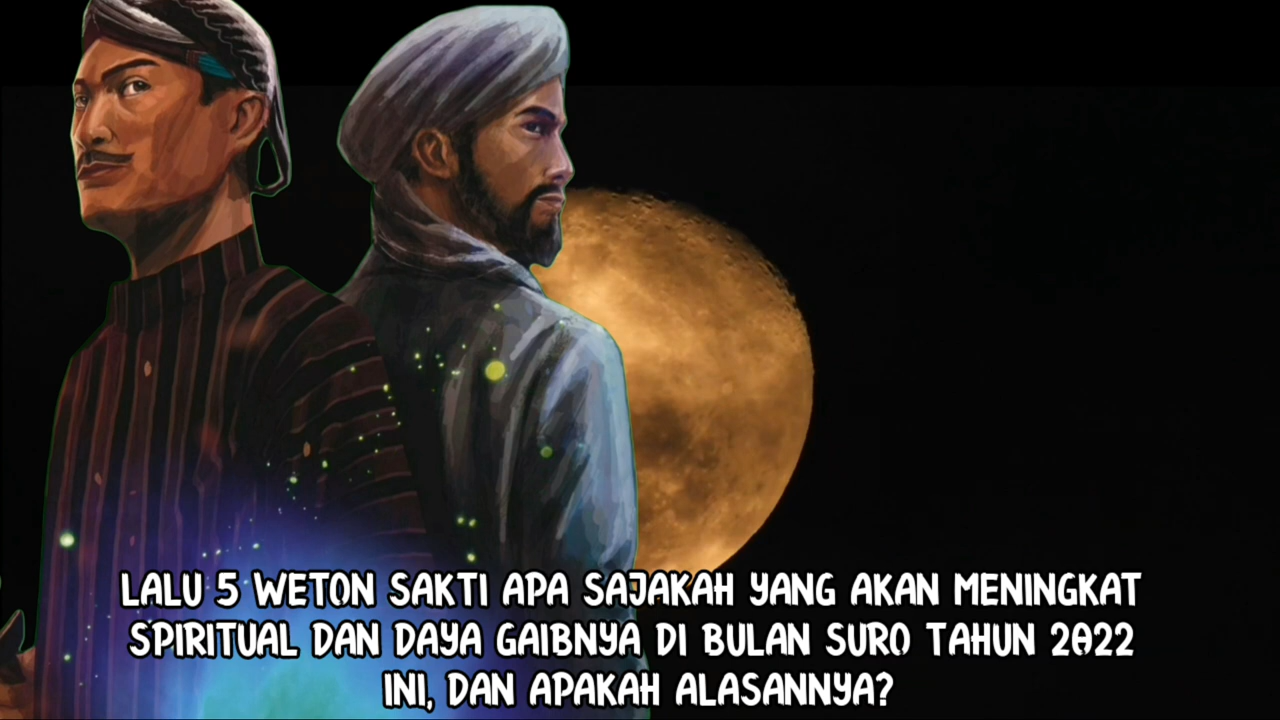 LALU 5 WETON SAKTI APA SAJAKAH YANG AKAN MENINGKAT
SPIRITUAL DAN DAYA GAIBNYA DI BULAN SURO TAHUN 2022
INI, DAN APAKAH ALASANNYA?